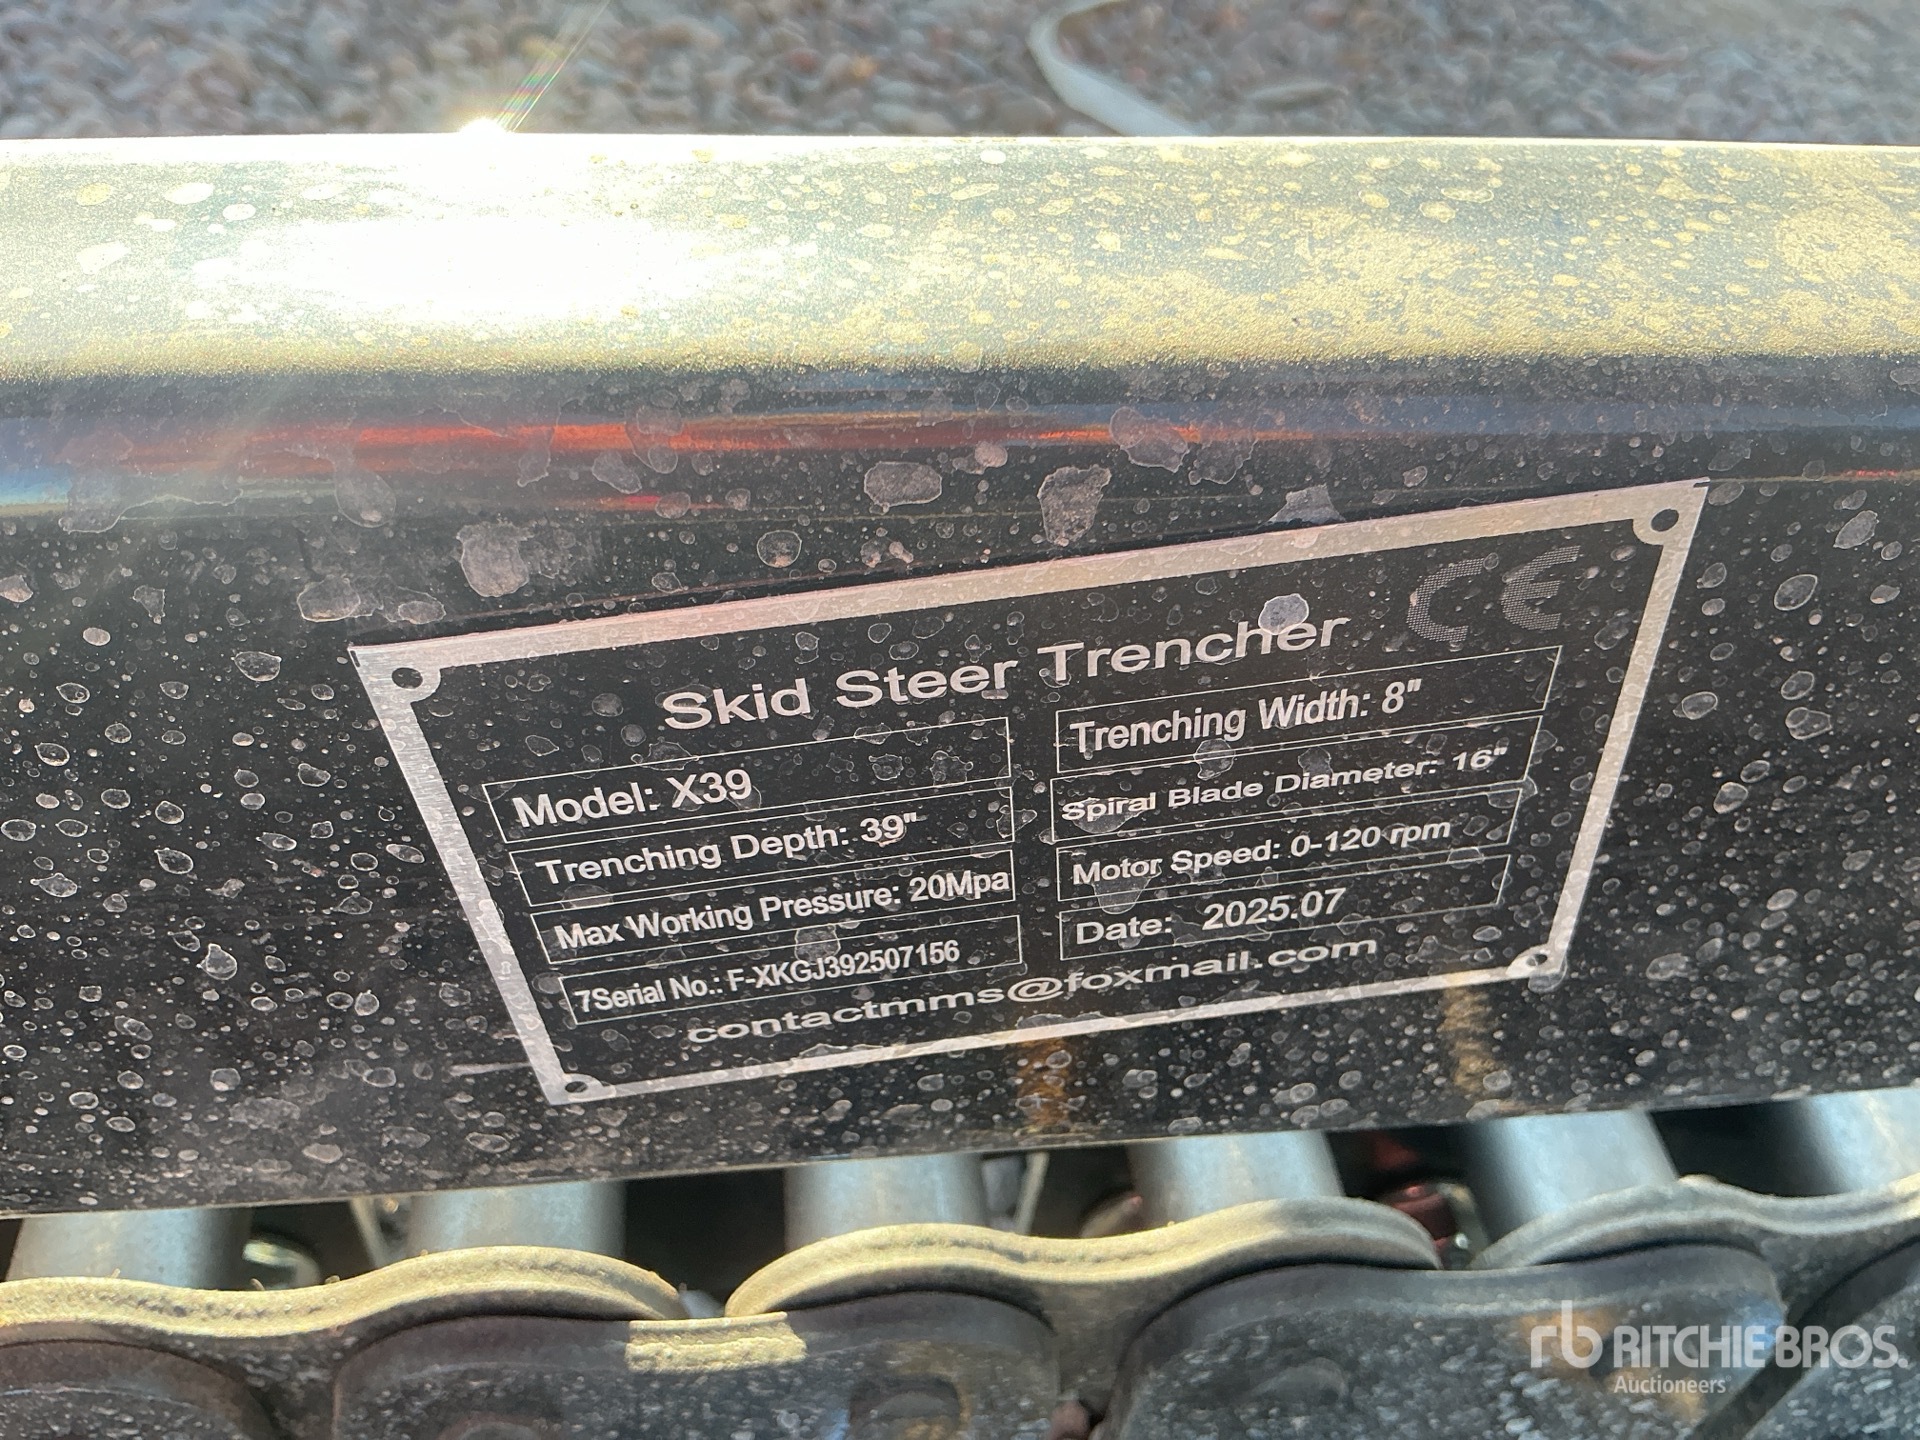 CE
Skid Steer Trencher
Model: X39
Trenching Width: 8"
Trenching Depth: 39"
Spiral Blade Diameter: 16"
Max Working Pressure: 20Mpa
Motor Speed: 0-120 rpm
7Serial No.: F-XKGJ392507156
Date: 2025.07
contactmms@foxmail.com
rb RITCHIE BROS.
Auctioneers